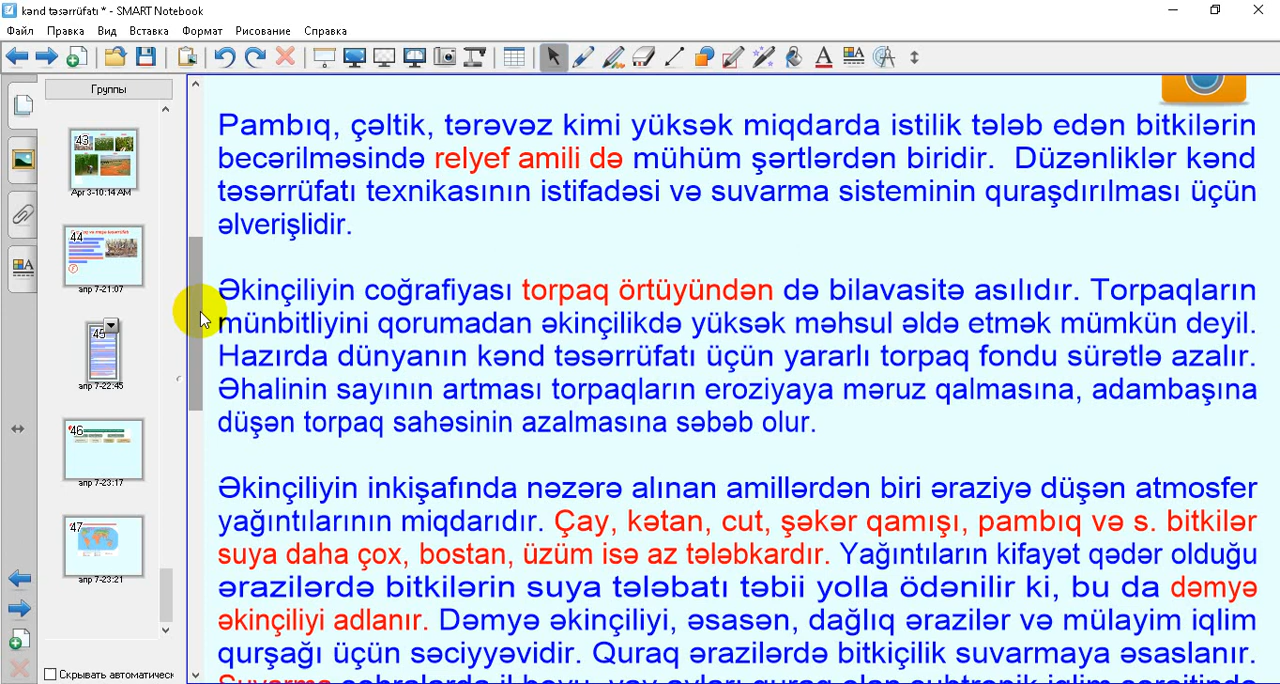 kənd təsərrüfatı * - SMART Notebook
Файл Правка Вид Вставка Формат Рисование Справка
Группы
43
Apr 3-10:14 AM
44
апр 7-21:07
45
апр 7-22:45
46
апр 7-23:17
47
апр 7-23:21
Скрывать автоматическ
Pambıq, çəltik, tərəvəz kimi yüksək miqdarda istilik tələb edən bitkilərin
becərilməsində relyef amili də mühüm şərtlərdən biridir. Düzənliklər kənd
təsərrüfatı texnikasının istifadəsi və suvarma sisteminin quraşdırılması üçün
əlverişlidir.
Əkinçiliyin coğrafiyası torpaq örtüyündən də bilavasitə asılıdır. Torpaqların
münbitliyini qorumadan əkinçilikdə yüksək məhsul əldə etmək mümkün deyil.
Hazırda dünyanın kənd təsərrüfatı üçün yararlı torpaq fondu sürətlə azalır.
Əhalinin sayının artması torpaqların eroziyaya məruz qalmasına, adambaşına
düşən torpaq sahəsinin azalmasına səbəb olur.
Əkinçiliyin inkişafında nəzərə alınan amillərdən biri əraziyə düşən atmosfer
yağıntılarının miqdarıdır. Çay, kətan, cut, şəkər qamışı, pambıq və s. bitkilər
suya daha çox, bostan, üzüm isə az tələbkardır. Yağıntıların kifayət qədər olduğu
ərazilərdə bitkilərin suya tələbatı təbii yolla ödənilir ki, bu da dəmyə
əkinçiliyi adlanır. Dəmyə əkinçiliyi, əsasən, dağlıq ərazilər və mülayim iqlim
qurşağı üçün səciyyəvidir. Quraq ərazilərdə bitkiçilik suvarmaya əsaslanır.